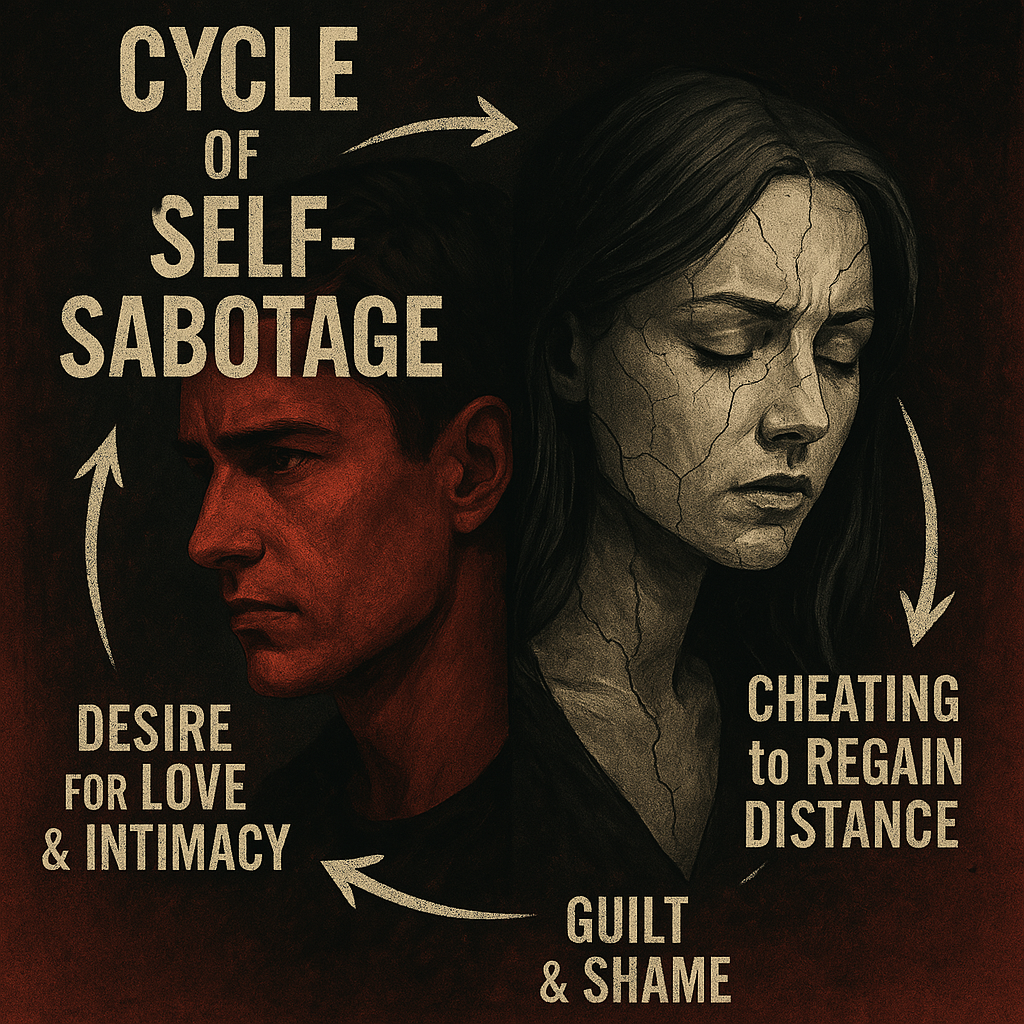 CYCLE
OF
SELF-
SABOTAGE
DESIRE
FOR LOVE
& INTIMACY
CHEATING
to REGAIN
DISTANCE
GUILT
& SHAME